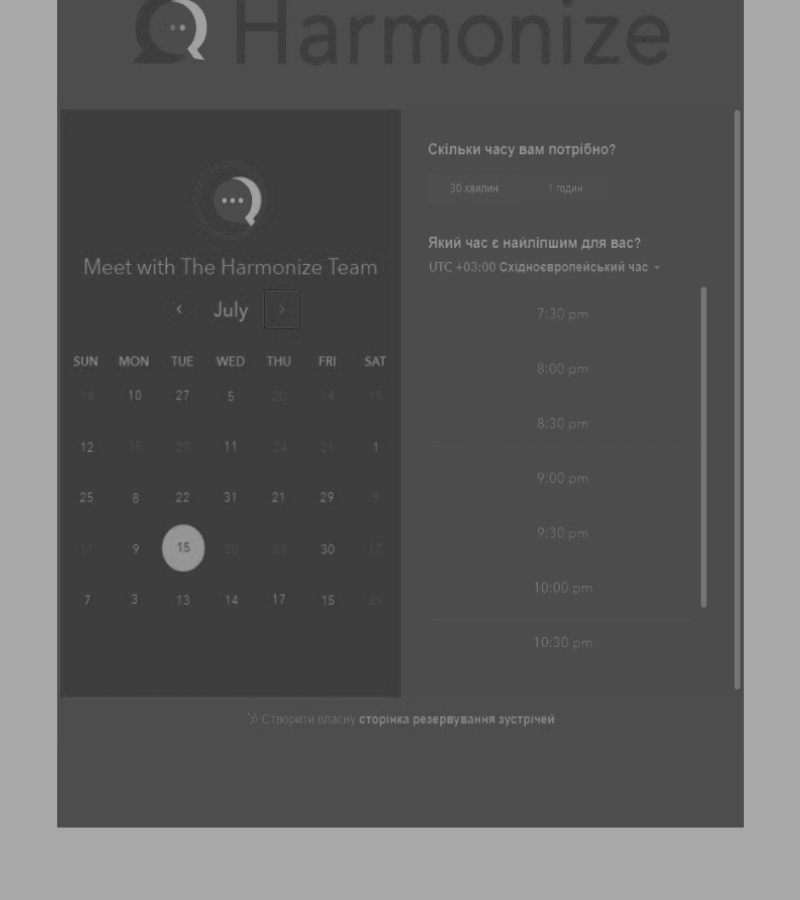 Harmonize
Meet with The Harmonize Team
July
SUN MON TUE WED THU FRI SAT
14 10 27 5 20 14 19
12 15 27 11 24 21 1
25 8 22 31 21 29 9
11 9 15 20 29 30 12
7 3 13 14 17 15 29
Скільки часу вам потрібно?
30 хвилин 1 годин
Який час є найліпшим для вас?
UTC +03:00 Східноєвропейський час
7:30 pm
8:00 pm
8:30 pm
9:00 pm
9:30 pm
10:00 pm
10:30 pm
Створити власну сторінка резервування зустрічей